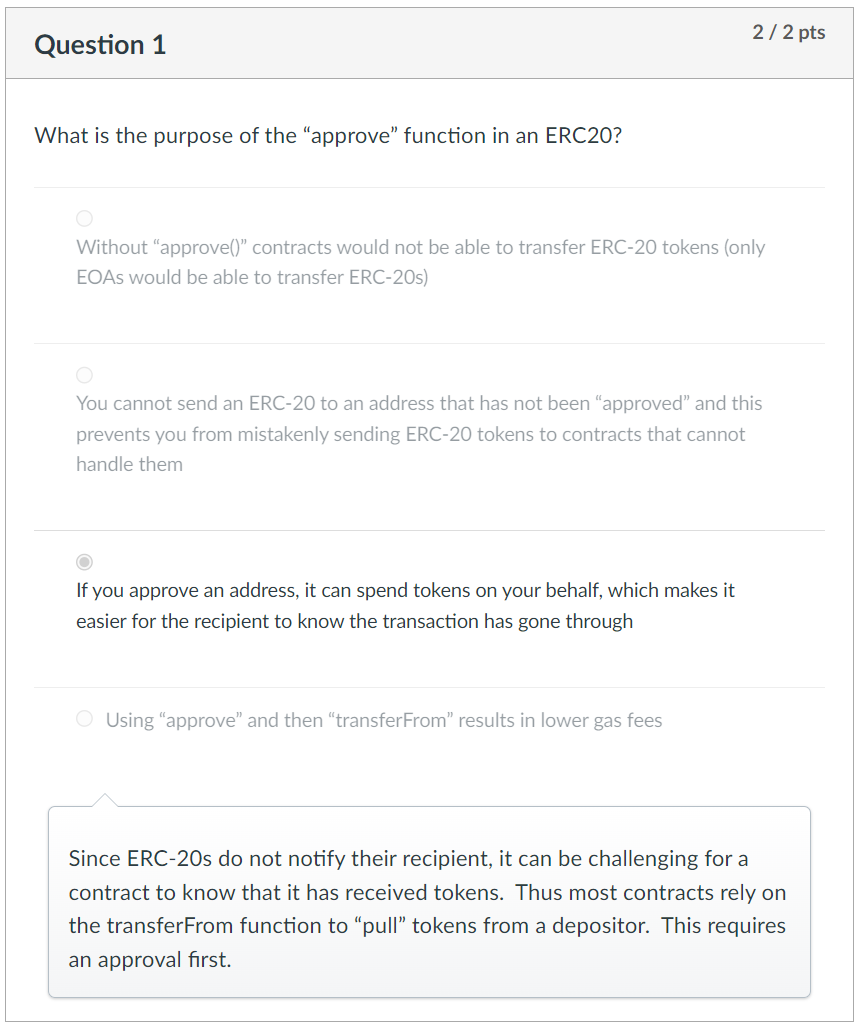 Question 1
2 / 2 pts
What is the purpose of the “approve” function in an ERC20?
Without “approve()” contracts would not be able to transfer ERC-20 tokens (only
EOAs would be able to transfer ERC-20s)
You cannot send an ERC-20 to an address that has not been “approved” and this
prevents you from mistakenly sending ERC-20 tokens to contracts that cannot
handle them
If you approve an address, it can spend tokens on your behalf, which makes it
easier for the recipient to know the transaction has gone through
Using “approve” and then “transferFrom” results in lower gas fees
Since ERC-20s do not notify their recipient, it can be challenging for a
contract to know that it has received tokens.  Thus most contracts rely on
the transferFrom function to “pull” tokens from a depositor.  This requires
an approval first.